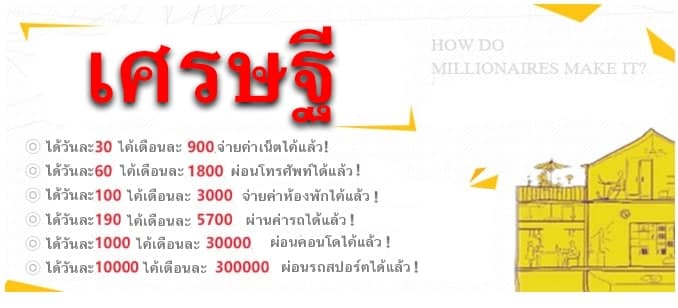 เศรษฐี
HOW DO
MILLIONAIRES MAKE IT?
ได้วันละ30 ได้เดือนละ 900 จ่ายค่าเน็ตได้แล้ว!
ได้วันละ60 ได้เดือนละ 1800 ผ่อนโทรศัพท์ได้แล้ว!
ได้วันละ100 ได้เดือนละ 3000 จ่ายค่าห้องพักได้แล้ว !
ได้วันละ190 ได้เดือนละ 5700 ผ่านค่ารถได้แล้ว!
ได้วันละ1000 ได้เดือนละ 30000 ผ่อนคอนโดได้แล้ว !
ได้วันละ10000 ได้เดือนละ 300000 ผ่อนรถสปอร์ตได้แล้ว !